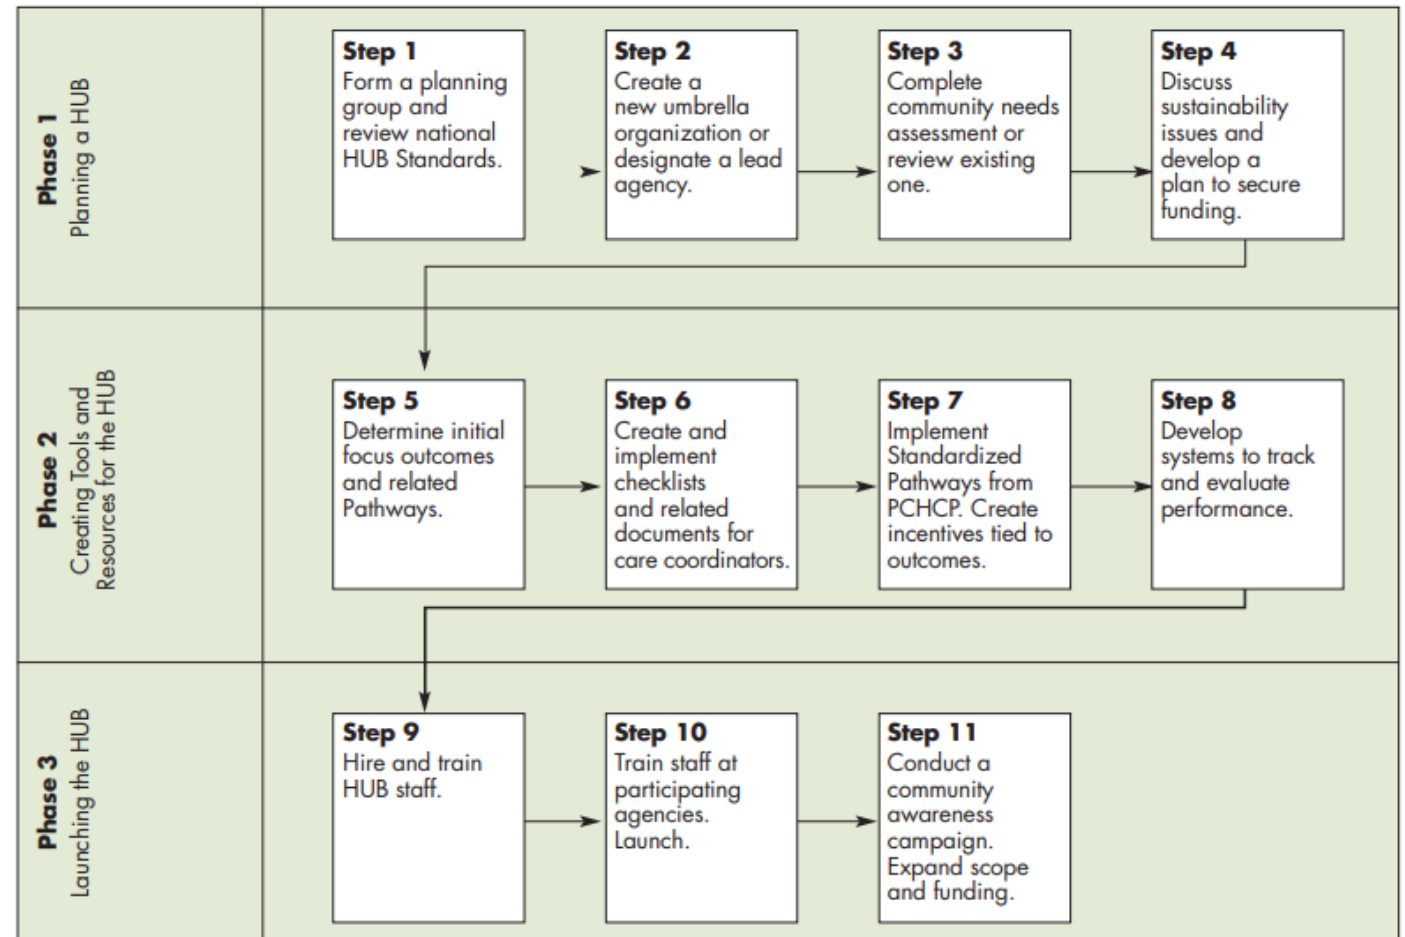 Phase 1
Planning a HUB
Step 1
Form a planning
group and
review national
HUB Standards.
Step 2
Create a
new umbrella
organization or
designate a lead
agency.
Step 3
Complete
community needs
assessment or
review existing
one.
Step 4
Discuss
sustainability
issues and
develop a
plan to secure
funding.
Phase 2
Creating Tools and
Resources for the HUB
Step 5
Determine initial
focus outcomes
and related
Pathways.
Step 6
Create and
implement
checklists
and related
documents for
care coordinators.
Step 7
Implement
Standardized
Pathways from
PCHCP. Create
incentives tied to
outcomes.
Step 8
Develop
systems to track
and evaluate
performance.
Phase 3
Launching the HUB
Step 9
Hire and train
HUB staff.
Step 10
Train staff at
participating
agencies.
Launch.
Step 11
Conduct a
community
awareness
campaign.
Expand scope
and funding.